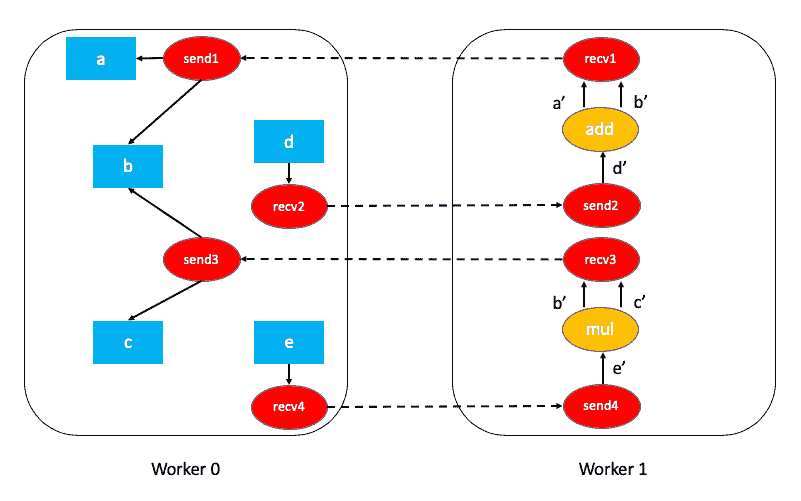 a
send1
b
d
recv2
send3
c
e
recv4
Worker 0
recv1
a’
b’
add
d’
send2
recv3
b’
c’
mul
e’
send4
Worker 1